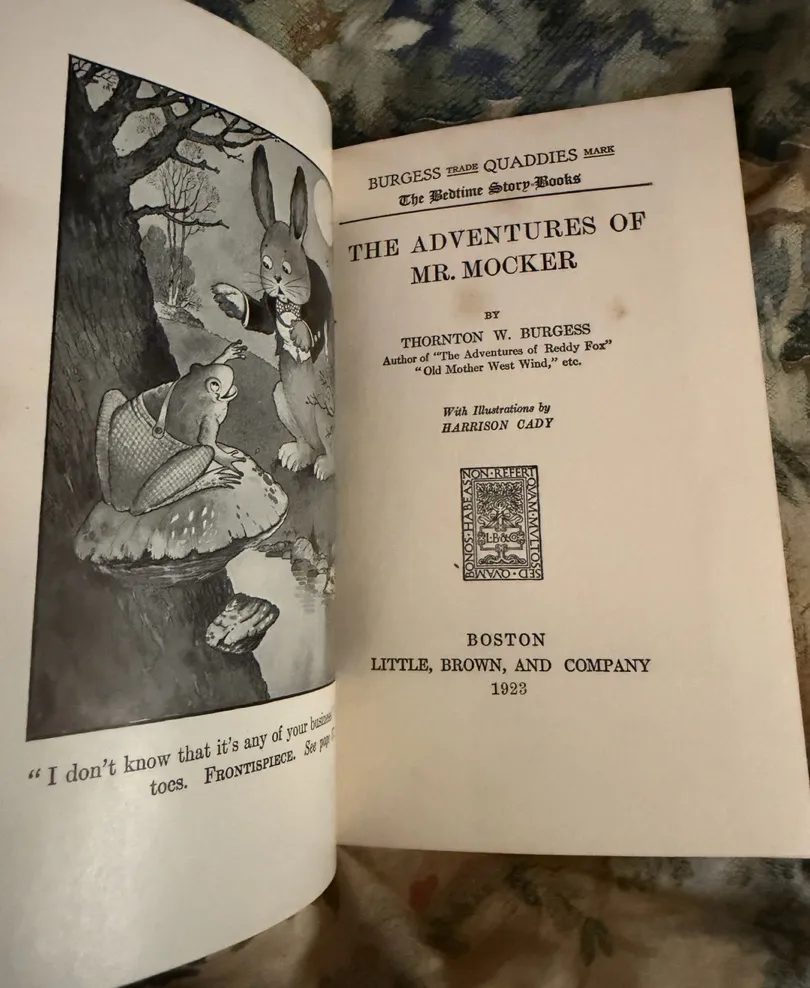 "I don't know that it's any of your business
toes. FRONTISPIECE. See page
BURGESS TRADE QUADDIES MARK
The Bedtime Story-Books
THE ADVENTURES OF
MR. MOCKER
BY
THORNTON W. BURGESS
Author of "The Adventures of Reddy Fox"
"Old Mother West Wind," etc.
With Illustrations by
HARRISON CADY
NON·REFERT
QVAM·MVLTOS
SED·QVAM
BONOS·HABEAS
L·B·&·Co
BOSTON
LITTLE, BROWN, AND COMPANY
1923